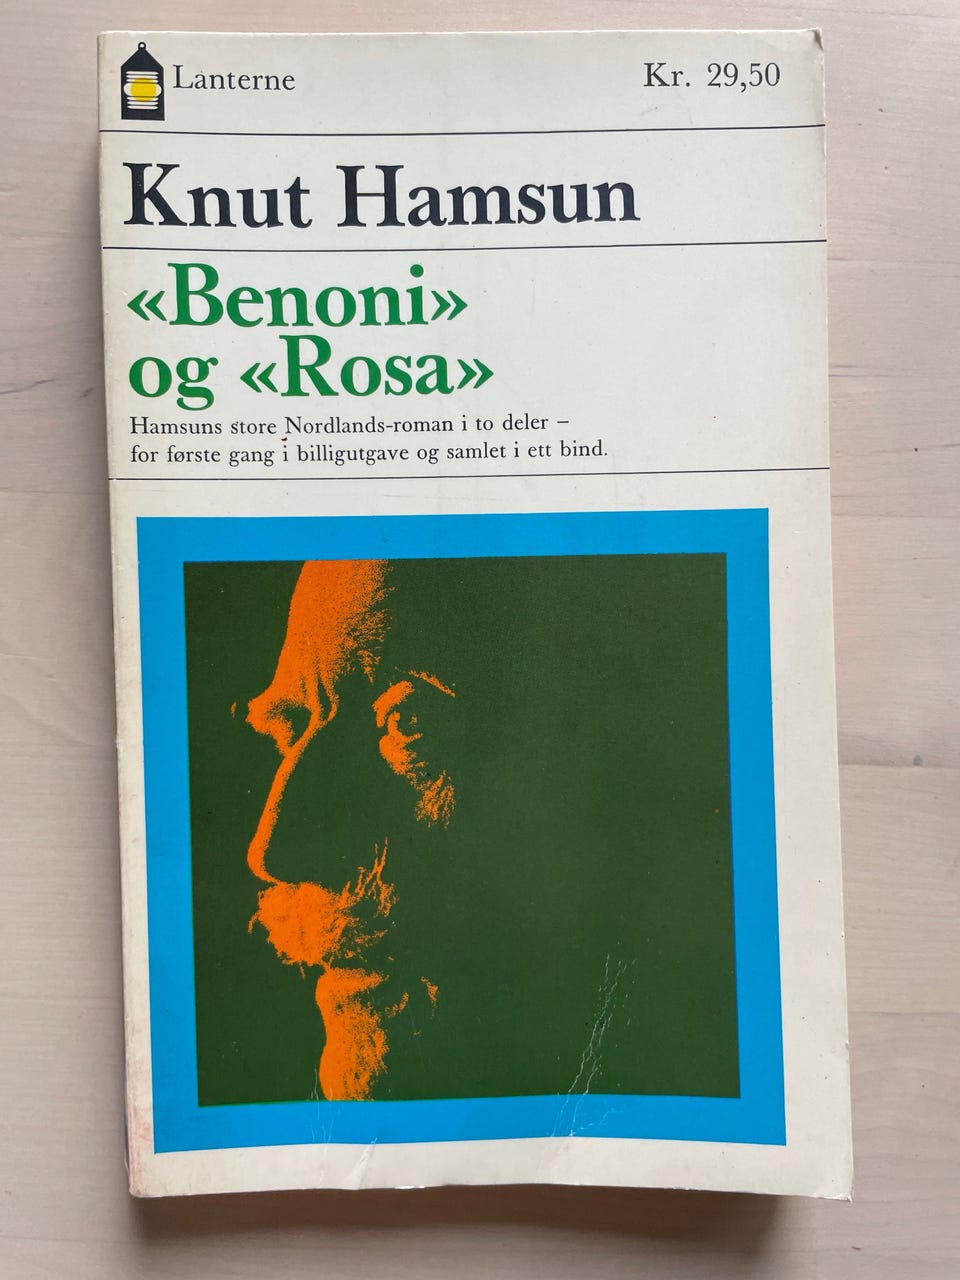 Lanterne
Kr. 29,50
Knut Hamsun
«Benoni»
og «Rosa»
Hamsuns store Nordlands-roman i to deler –
for første gang i billigutgave og samlet i ett bind.